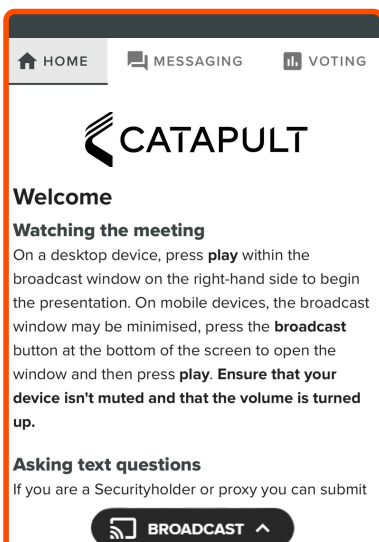 HOME MESSAGING VOTING
CATAPULT
Welcome
Watching the meeting
On a desktop device, press play within the
broadcast window on the right-hand side to begin
the presentation. On mobile devices, the broadcast
window may be minimised, press the broadcast
button at the bottom of the screen to open the
window and then press play. Ensure that your
device isn't muted and that the volume is turned
up.
Asking text questions
If you are a Securityholder or proxy you can submit
BROADCAST